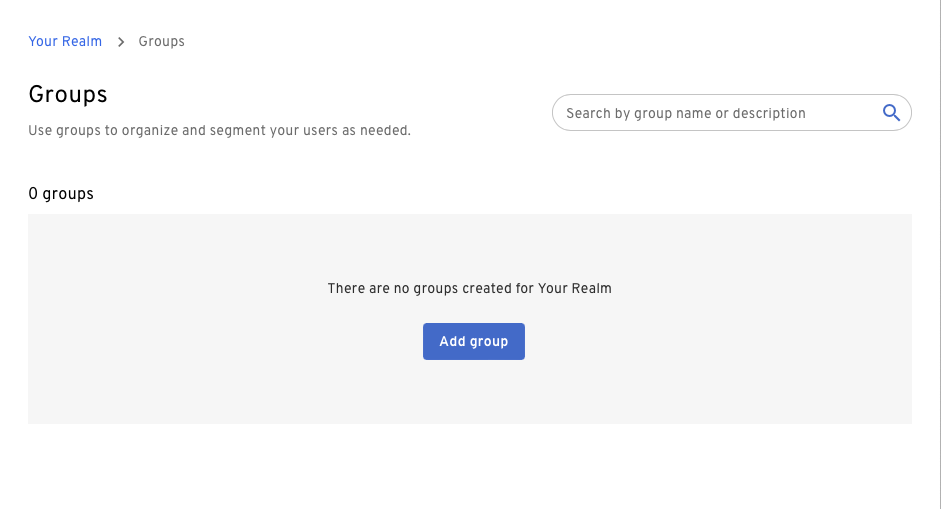 Your Realm > Groups
Groups
Use groups to organize and segment your users as needed.
Search by group name or description
0 groups
There are no groups created for Your Realm
Add group